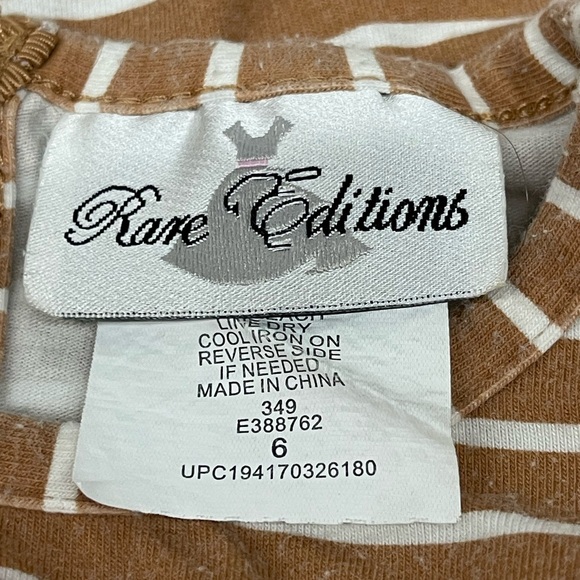 Rare Editions
LINE DRY
COOL IRON ON
REVERSE SIDE
IF NEEDED
MADE IN CHINA
349
E388762
6
UPC194170326180